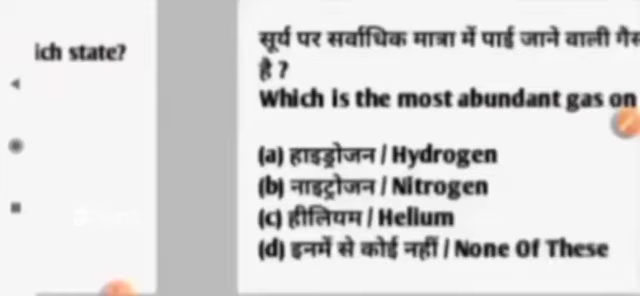 ich state?
सूर्य पर सर्वाधिक मात्रा में पाई जाने वाली गैस
है ?
Which is the most abundant gas on
(a) हाइड्रोजन / Hydrogen
(b) नाइट्रोजन / Nitrogen
(c) हीलियम / Helium
(d) इनमें से कोई नहीं / None Of These